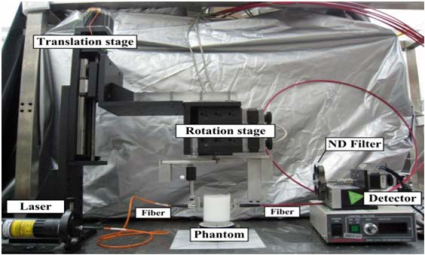 Translation stage
Rotation stage
ND Filter
Detector
Laser
Fiber
Fiber
Phantom